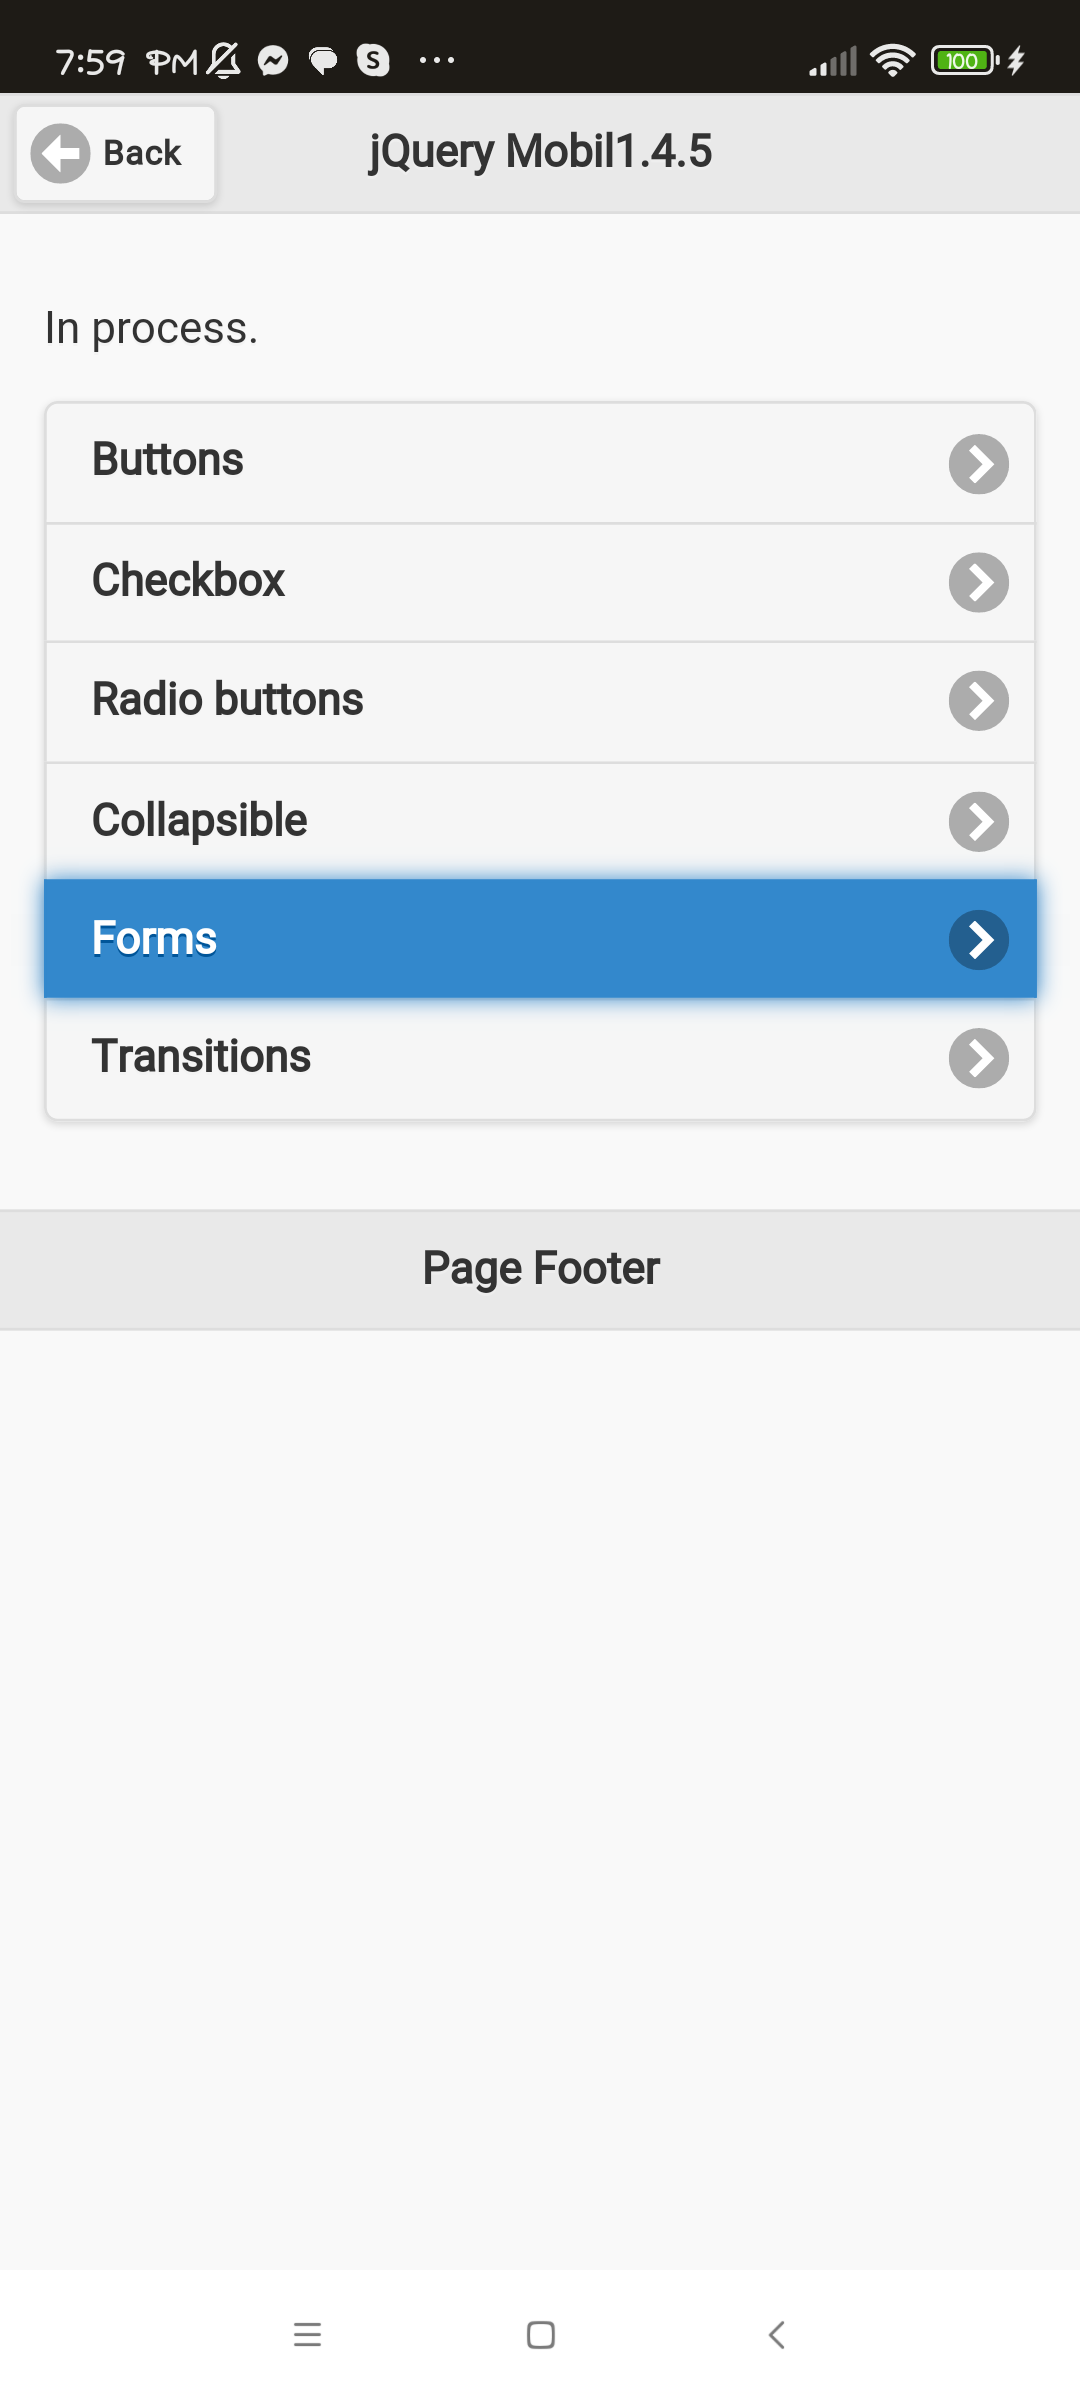 7:59 PM S ... 100
Back
jQuery Mobil1.4.5
In process.
Buttons
Checkbox
Radio buttons
Collapsible
Forms
Transitions
Page Footer